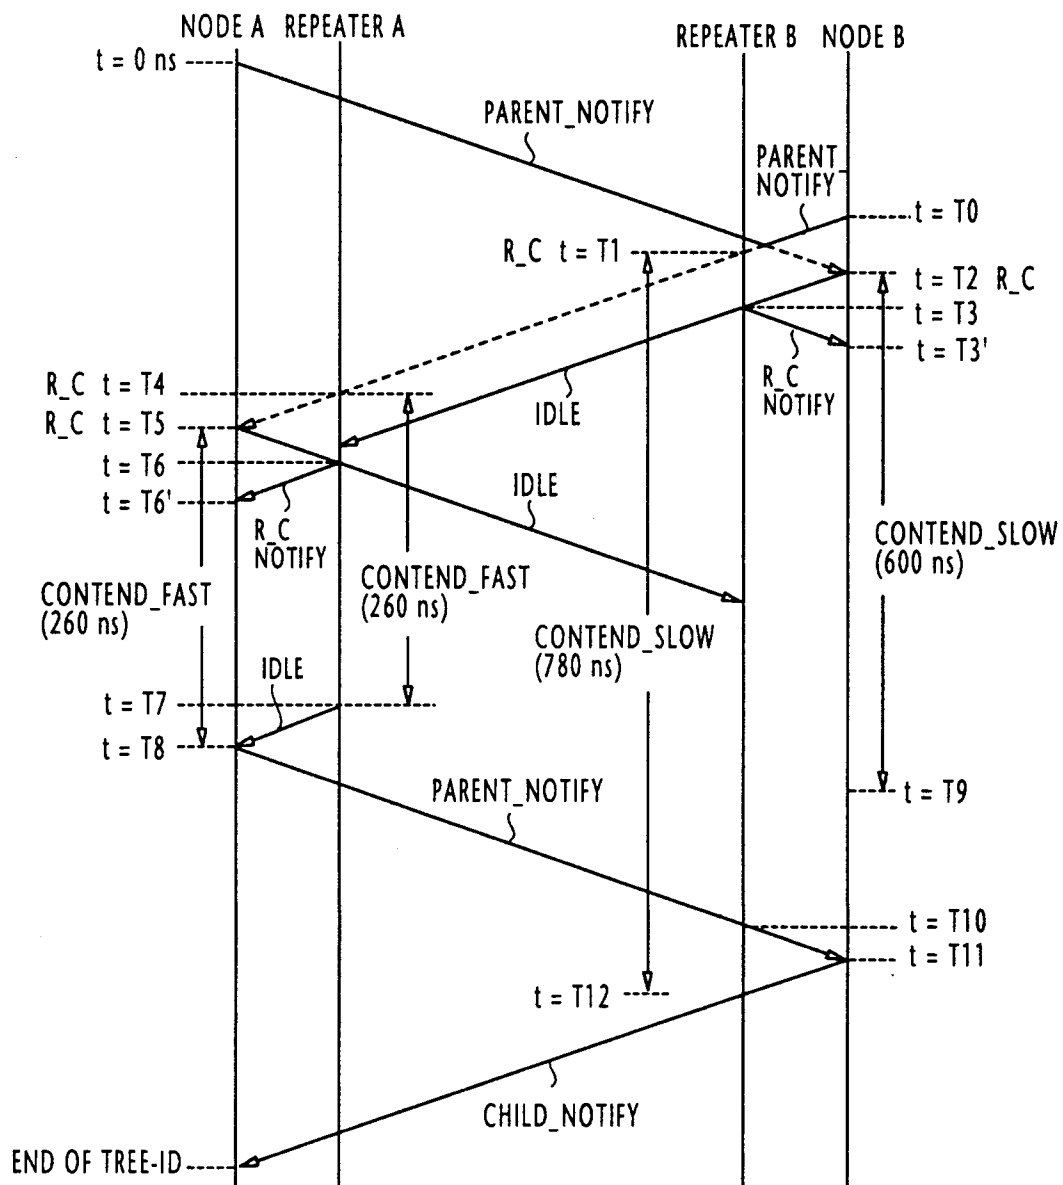 NODE A REPEATER A
REPEATER B NODE B
t = 0 ns
PARENT_NOTIFY
PARENT_
NOTIFY
t = T0
R_C t = T1
t = T2 R_C
t = T3
t = T3'
R_C
NOTIFY
R_C t = T4
IDLE
R_C t = T5
t = T6
t = T6'
IDLE
R_C
NOTIFY
CONTEND_SLOW
(600 ns)
CONTEND_FAST
(260 ns)
CONTEND_FAST
(260 ns)
CONTEND_SLOW
(780 ns)
IDLE
t = T7
t = T8
PARENT_NOTIFY
t = T9
t = T10
t = T11
t = T12
CHILD_NOTIFY
END OF TREE-ID